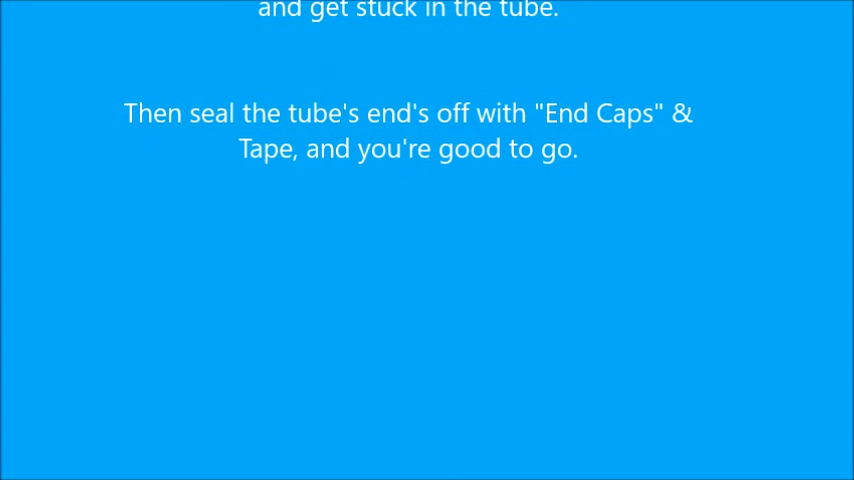 and get stuck in the tube.
Then seal the tube's end's off with "End Caps" &
Tape, and you're good to go.